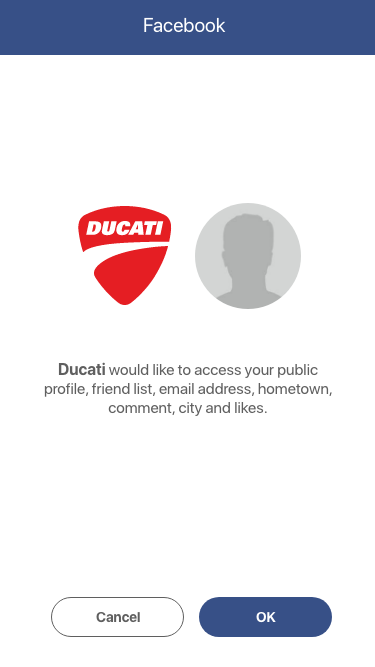 Facebook
DUCATI
Ducati would like to access your public
profile, friend list, email address, hometown,
comment, city and likes.
Cancel
OK